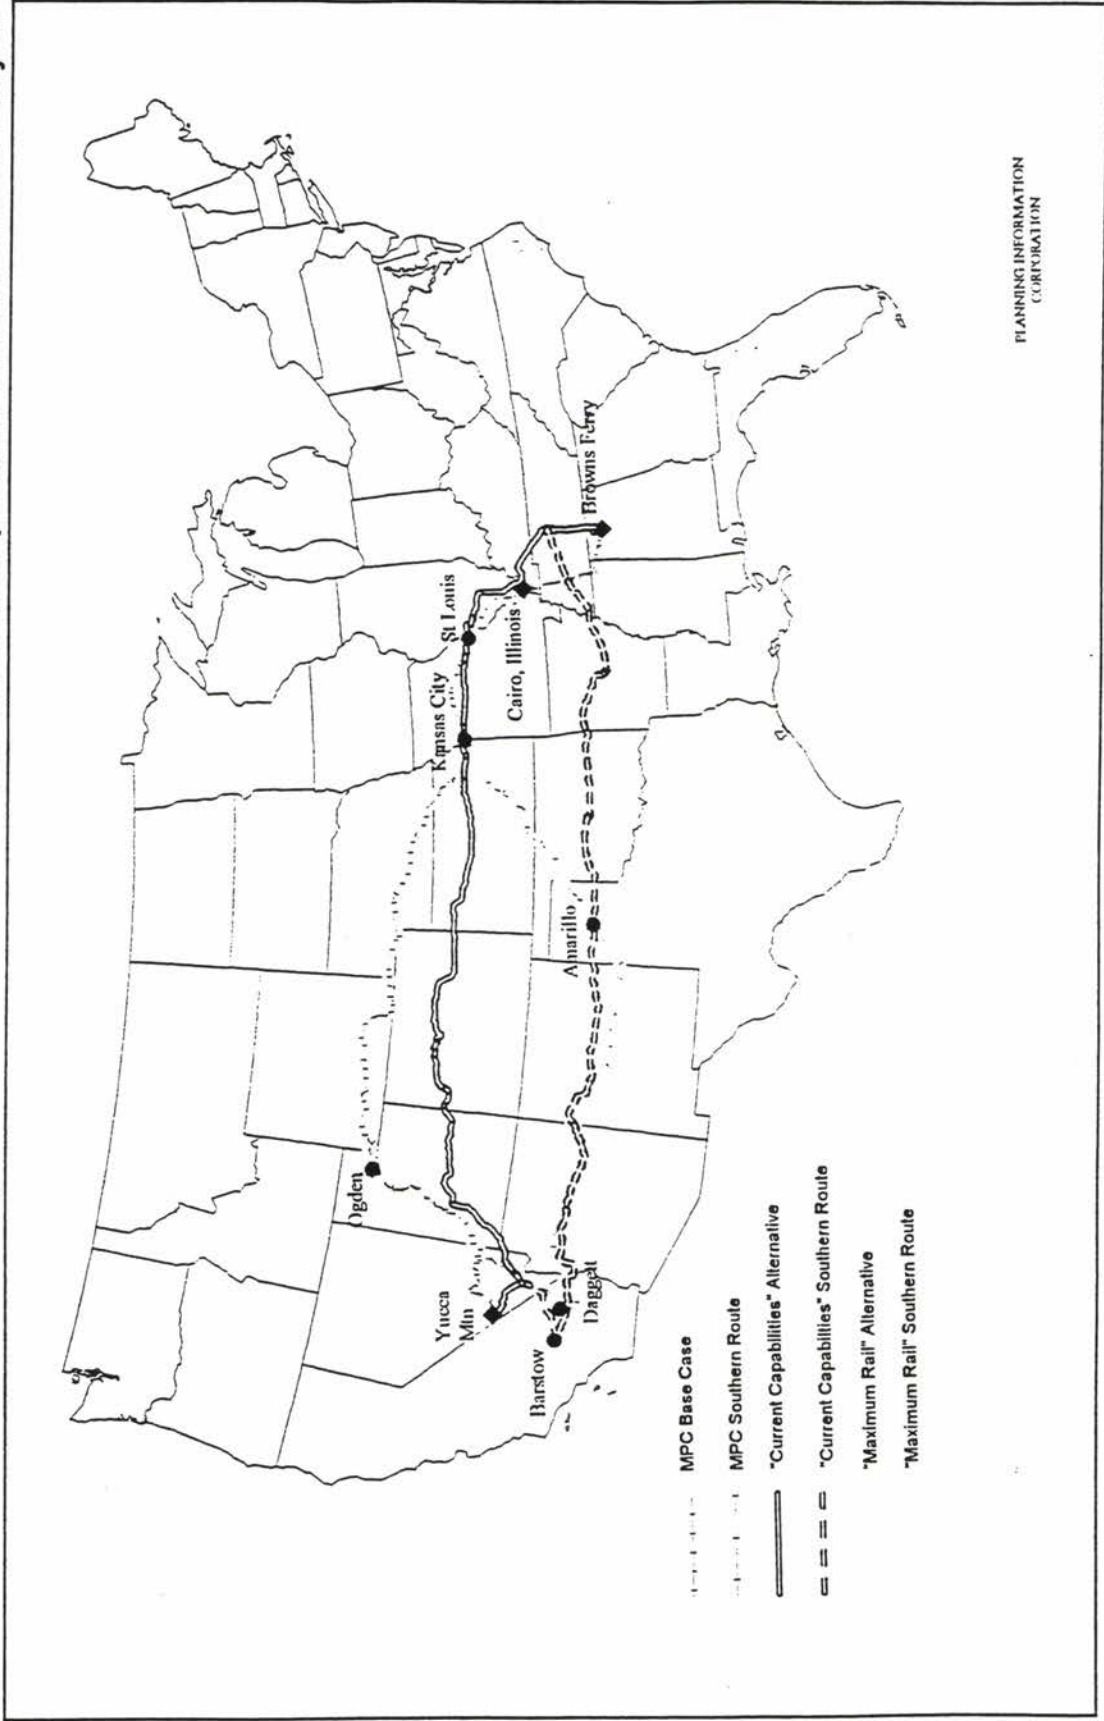 Ogden
Yucca
Mtn
Barstow
Daggett
Amarillo
Kansas City
St Louis
Cairo, Illinois
Browns Ferry
MPC Base Case
MPC Southern Route
"Current Capabilities" Alternative
"Current Capabilties" Southern Route
"Maximum Rail" Alternative
"Maximum Rail" Southern Route
PLANNING INFORMATION
CORPORATION